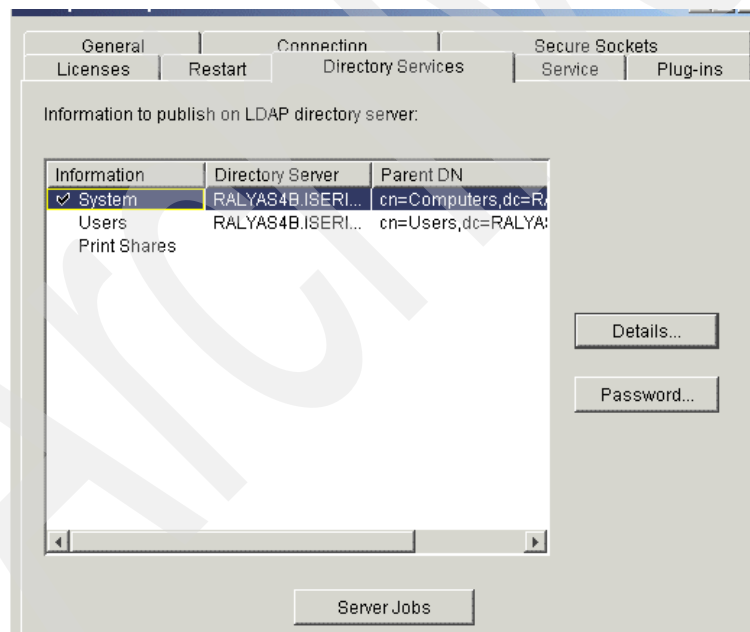 General Connection Secure Sockets
Licenses Restart Directory Services Service Plug-ins
Information to publish on LDAP directory server:
Information Directory Server Parent DN
System RALYAS4B.ISERI... cn=Computers,dc=R
Users RALYAS4B.ISERI... cn=Users,dc=RALYA
Print Shares
Details...
Password...
Server Jobs